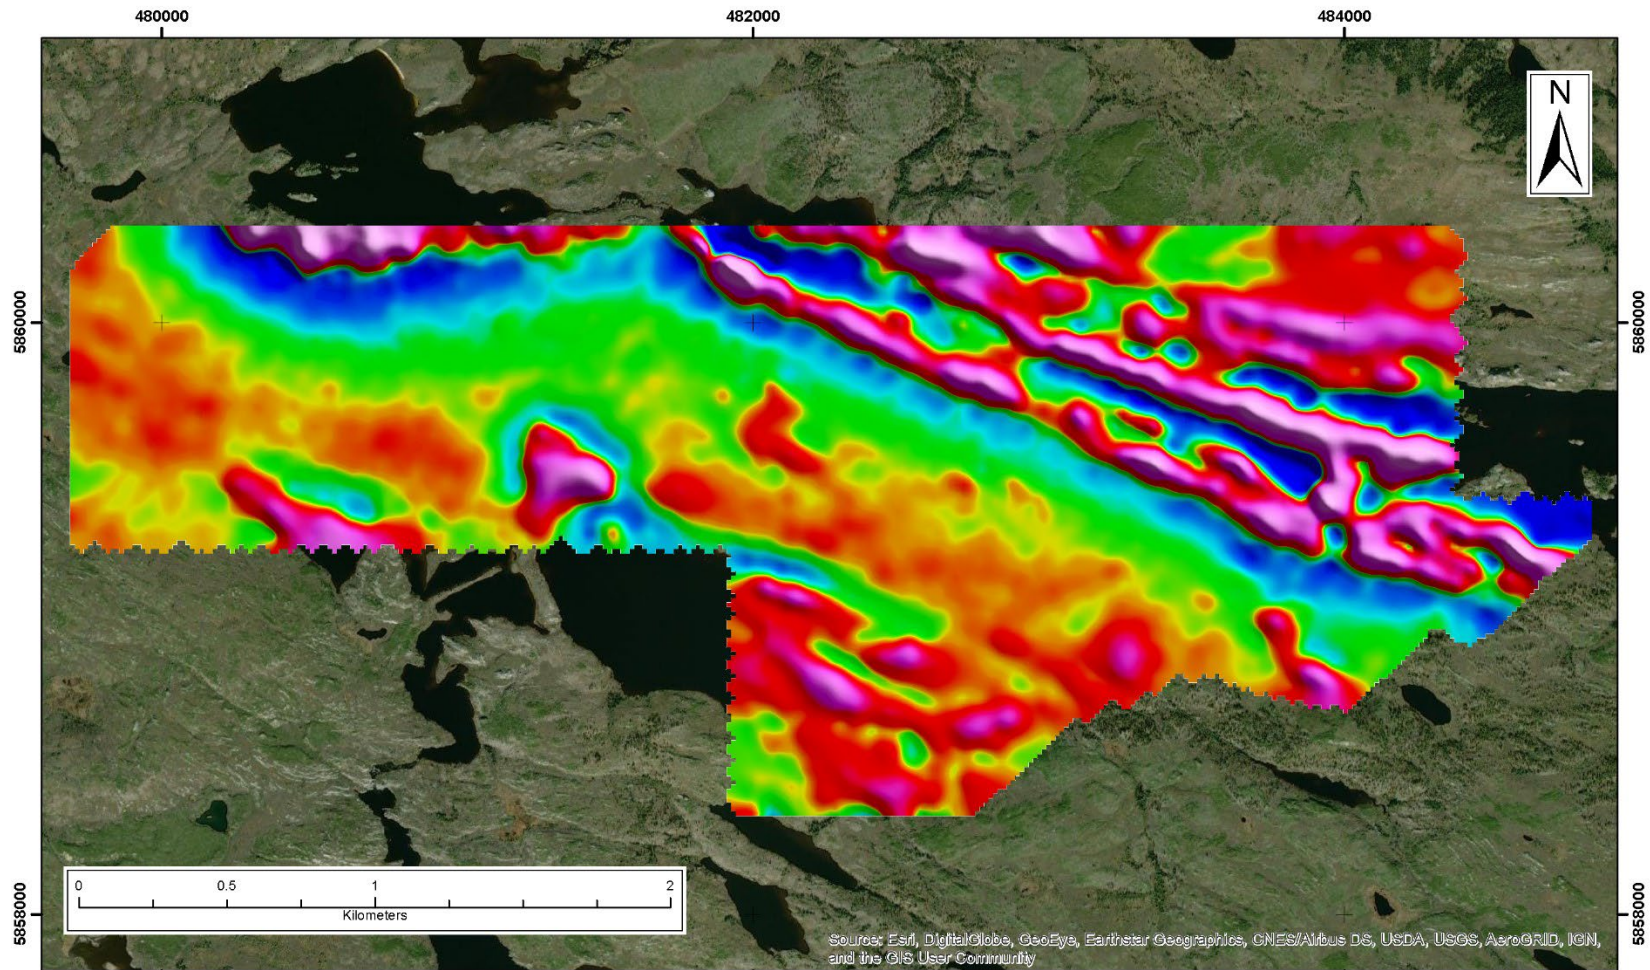 480000 482000 484000
N
5860000 5860000
0 0.5 1 2
Kilometers
5858000 5858000
Source: Esri, DigitalGlobe, GeoEye, Earthstar Geographics, CNES/Airbus DS, USDA, USGS, AeroGRID, IGN,
and the GIS User Community